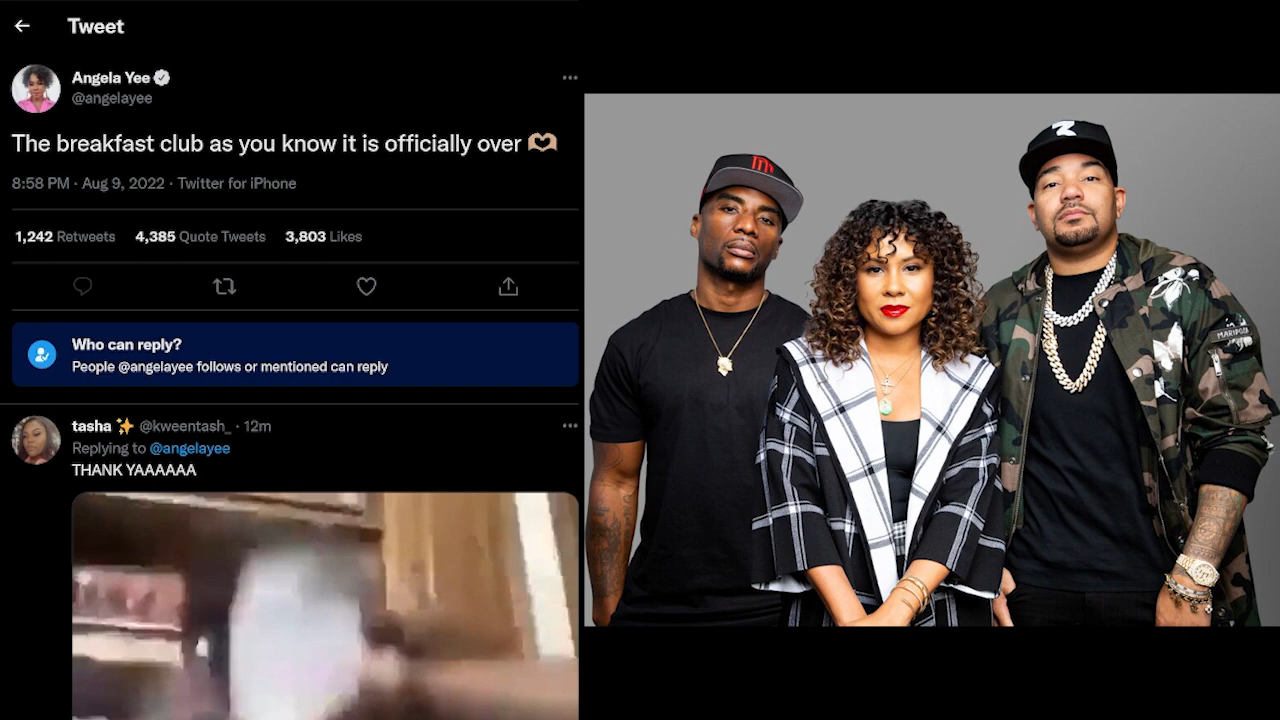 Tweet
Angela Yee
@angelayee
The breakfast club as you know it is officially over 🫶🏼
8:58 PM · Aug 9, 2022 · Twitter for iPhone
1,242 Retweets 4,385 Quote Tweets 3,803 Likes
Who can reply?
People @angelayee follows or mentioned can reply
tasha ✨ @kweentash_ · 12m
Replying to @angelayee
THANK YAAAAAA
MARIPOSA